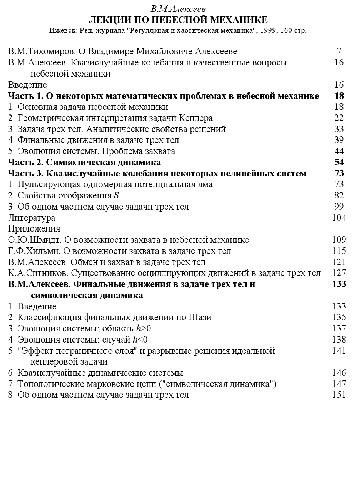 В.М.Алексеев
ЛЕКЦИИ ПО НЕБЕСНОЙ МЕХАНИКЕ
Ижевск: Ред. журнала "Регулярная и хаотическая механика", 1999, 160 стр.
В.М.Тихомиров. О Владимире Михайловиче Алексееве 7
В.М.Алексеев. Квазислучайные колебания и качественные вопросы 16
небесной механики
Введение 16
Часть 1. О некоторых математических проблемах в небесной механике 18
1 Основная задача небесной механики 18
2 Геометрическая интерпретация задачи Кеплера 22
3 Задача трех тел. Аналитические свойства решений 33
4 Финальные движения в задаче трех тел 39
5 Эволюция системы. Проблема захвата 44
Часть 2. Символическая динамика 54
Часть 3. Квазислучайные колебания некоторых нелинейных систем 73
1 Пульсирующая одномерная потенциальная яма 73
2 Свойства отображения S 82
3 Об одном частном случае задачи трех тел 99
Литература 104
Приложения
О.Ю.Шмидт. О возможности захвата в небесной механике 109
Г.Ф.Хильми. О возможности захвата в задаче трех тел 115
В.М.Алексеев. Обмен и захват в задаче трех тел 121
К.А.Ситников. Существование осциллирующих движений в задаче трех тел 127
В.М.Алексеев. Финальные движения в задаче трех тел и 133
символическая динамика
1 Введение 133
2 Классификация финальных движений по Шази 135
3 Эволюция системы; область h>0 137
4 Эволюция системы; случай h<0 138
5 "Эффект пограничного слоя" и разрывные решения идеальной 141
кеплеровой задачи
6 Квазислучайные динамические системы 146
7 Топологические марковские цепи ("символическая динамика") 147
8 Об одном частном случае задачи трех тел 151